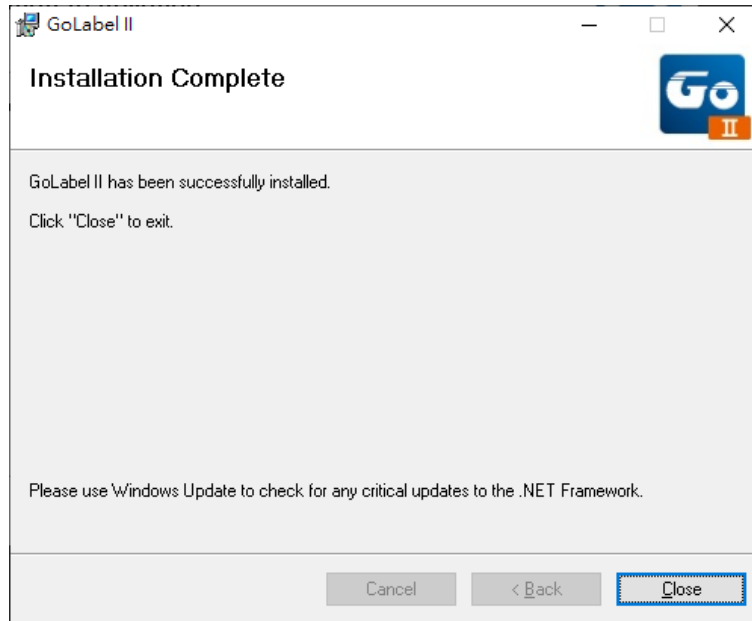 GoLabel II
Installation Complete
Go
II
GoLabel II has been successfully installed.
Click "Close" to exit.
Please use Windows Update to check for any critical updates to the .NET Framework.
Cancel
< Back
Close